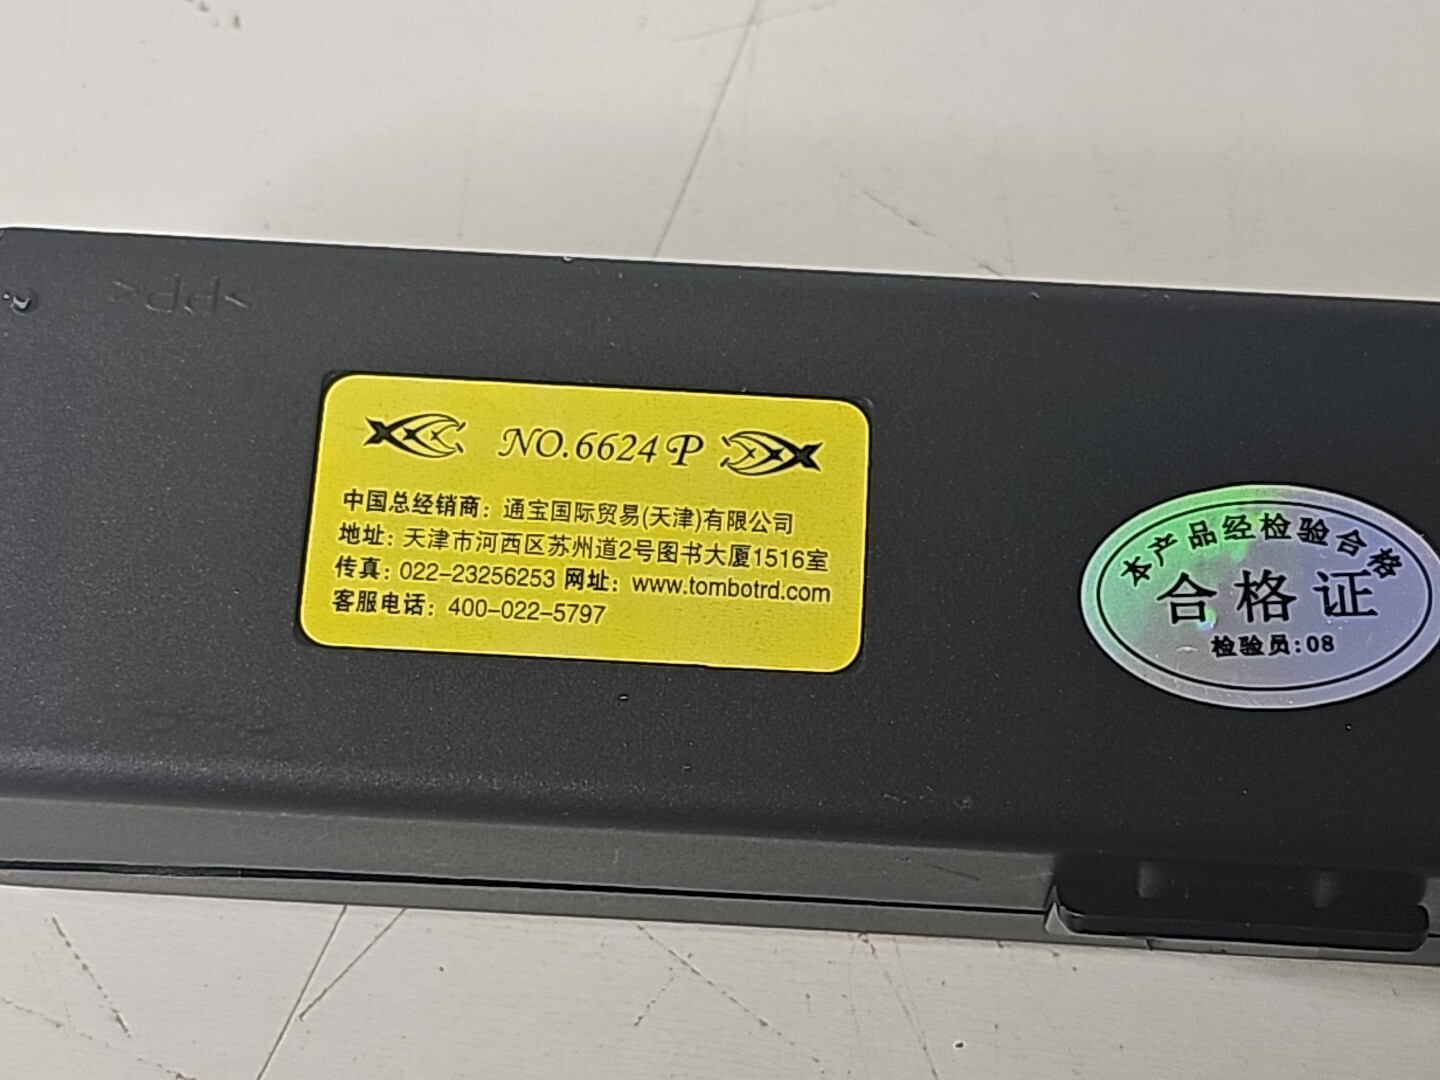 >PP<
NO.6624 P
中国总经销商：通宝国际贸易(天津)有限公司
地址：天津市河西区苏州道2号图书大厦1516室
传真：022-23256253 网址：www.tombotrd.com
客服电话：400-022-5797
本产品经检验合格
合格证
检验员:08